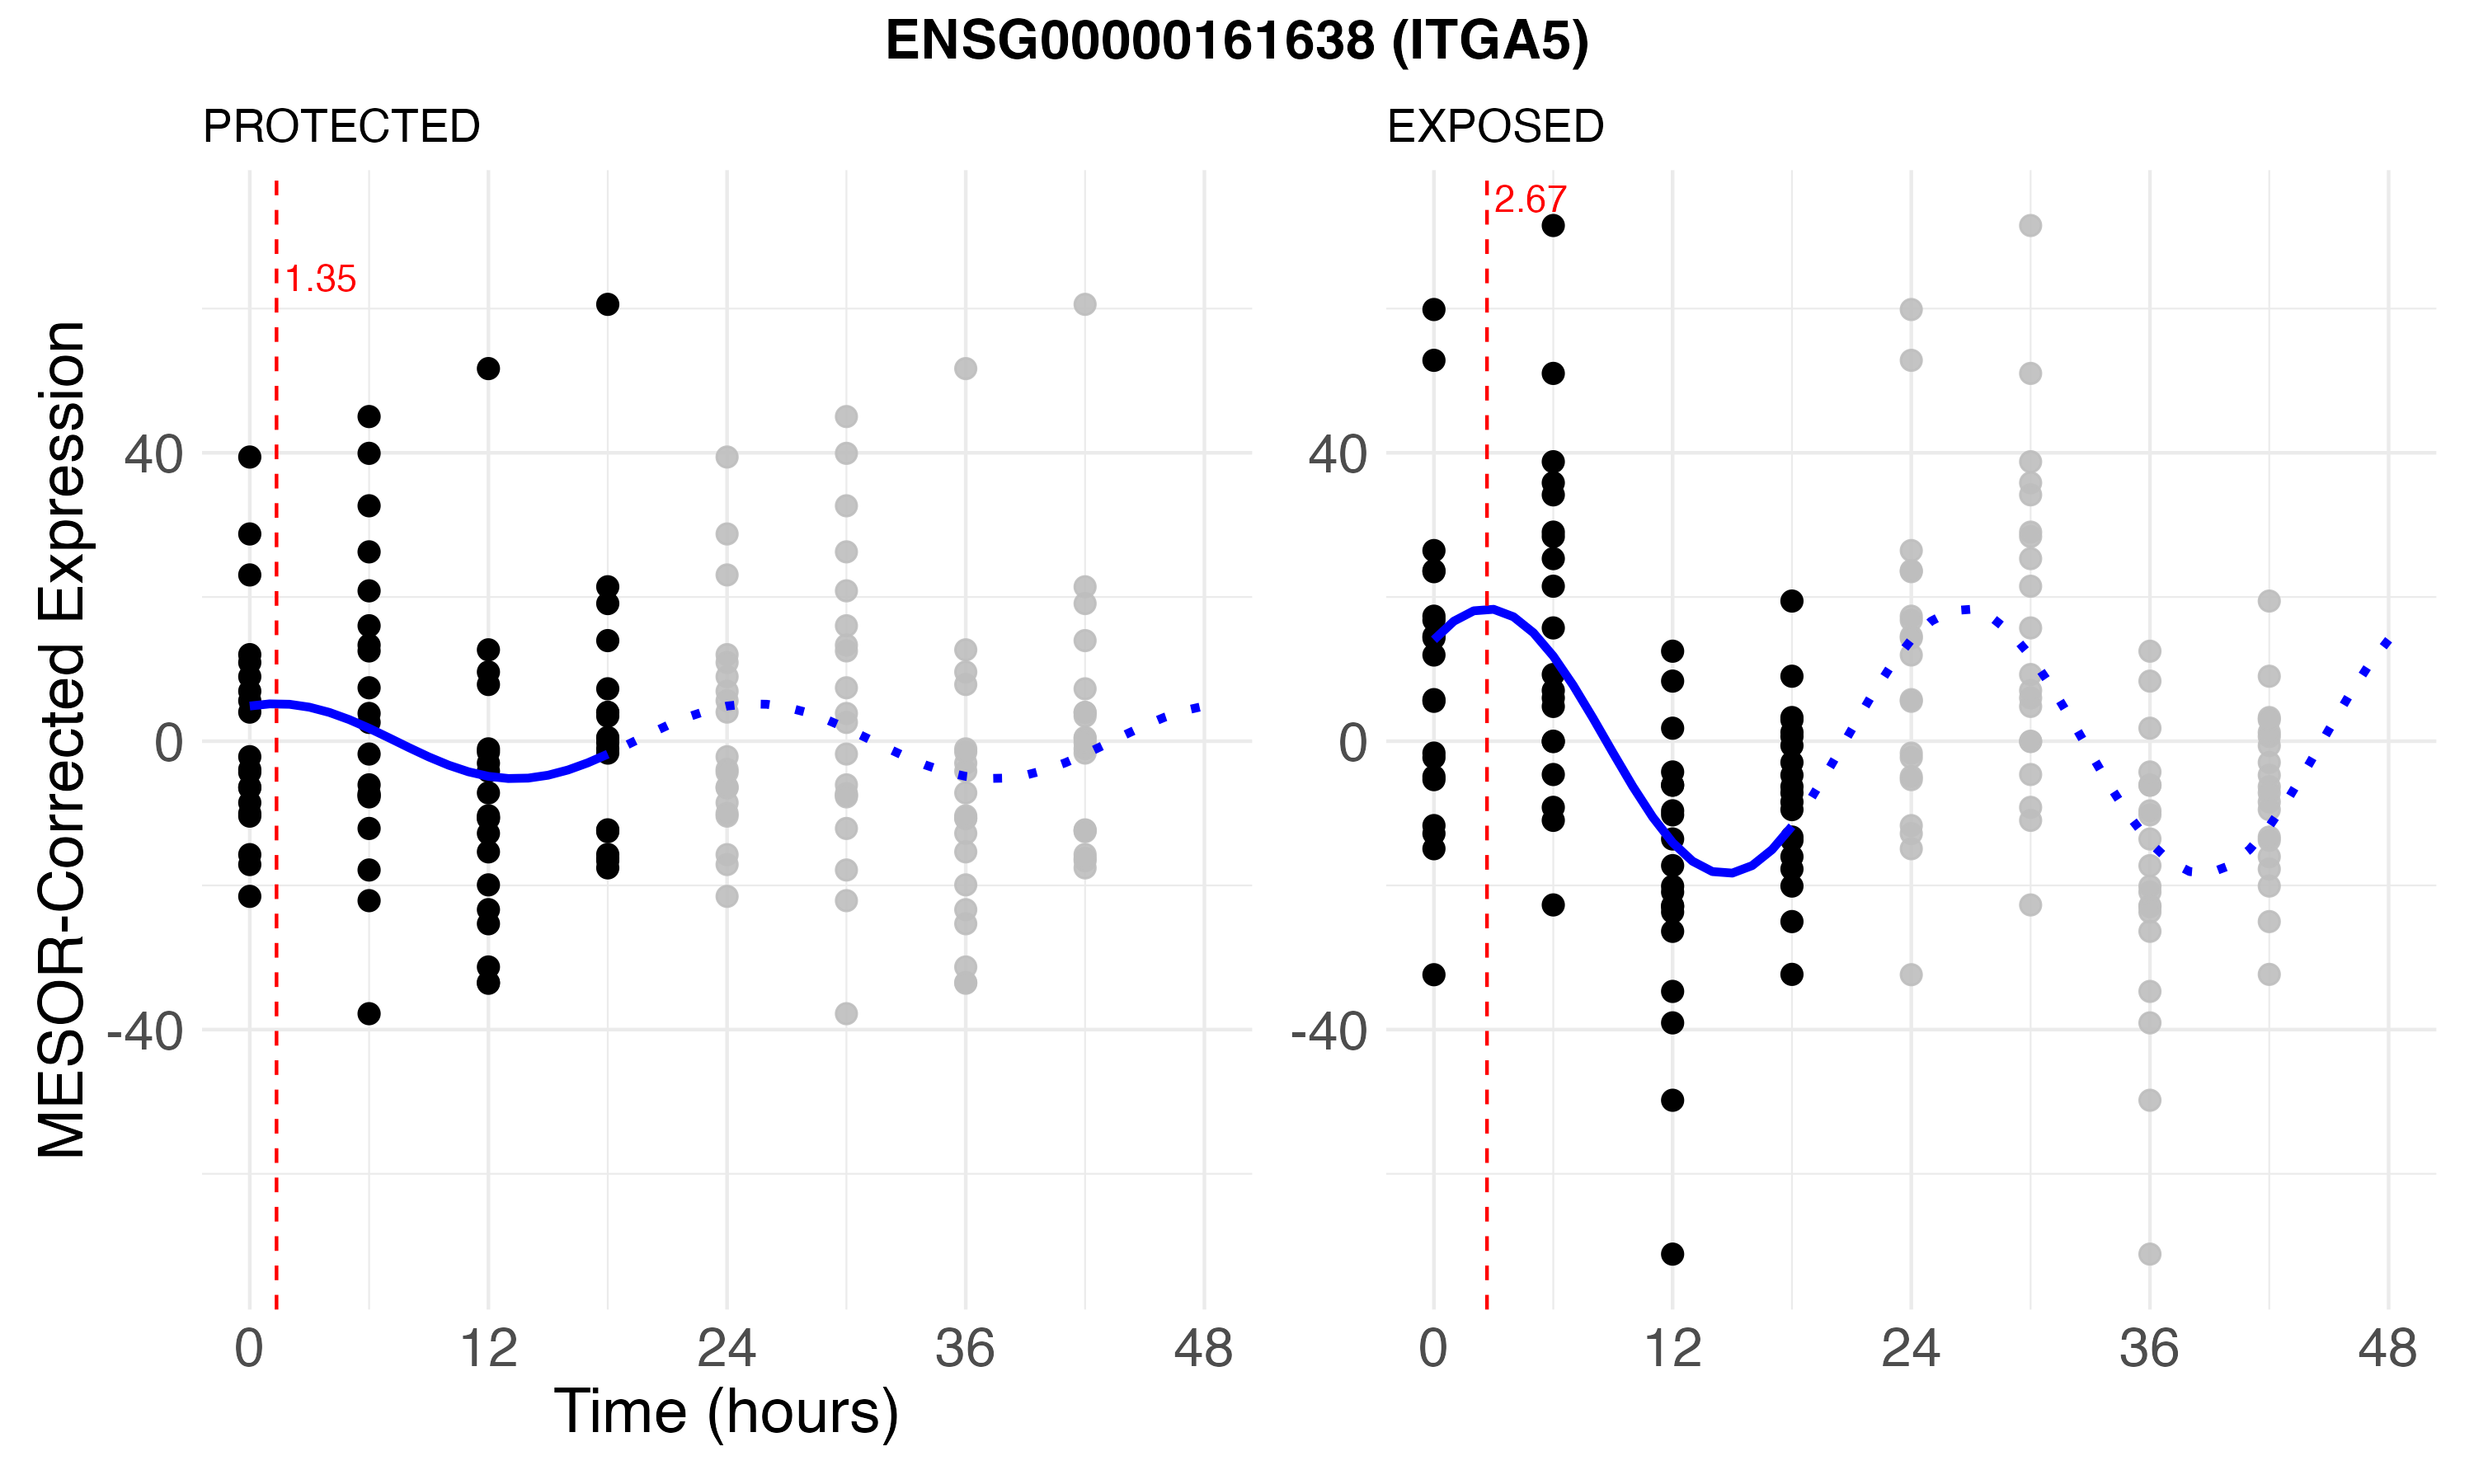 ENSG00000161638 (ITGA5)
PROTECTED
EXPOSED
1.35
2.67
MESOR-Corrected Expression
40
0
-40
40
0
-40
0 12 24 36 48
0 12 24 36 48
Time (hours)